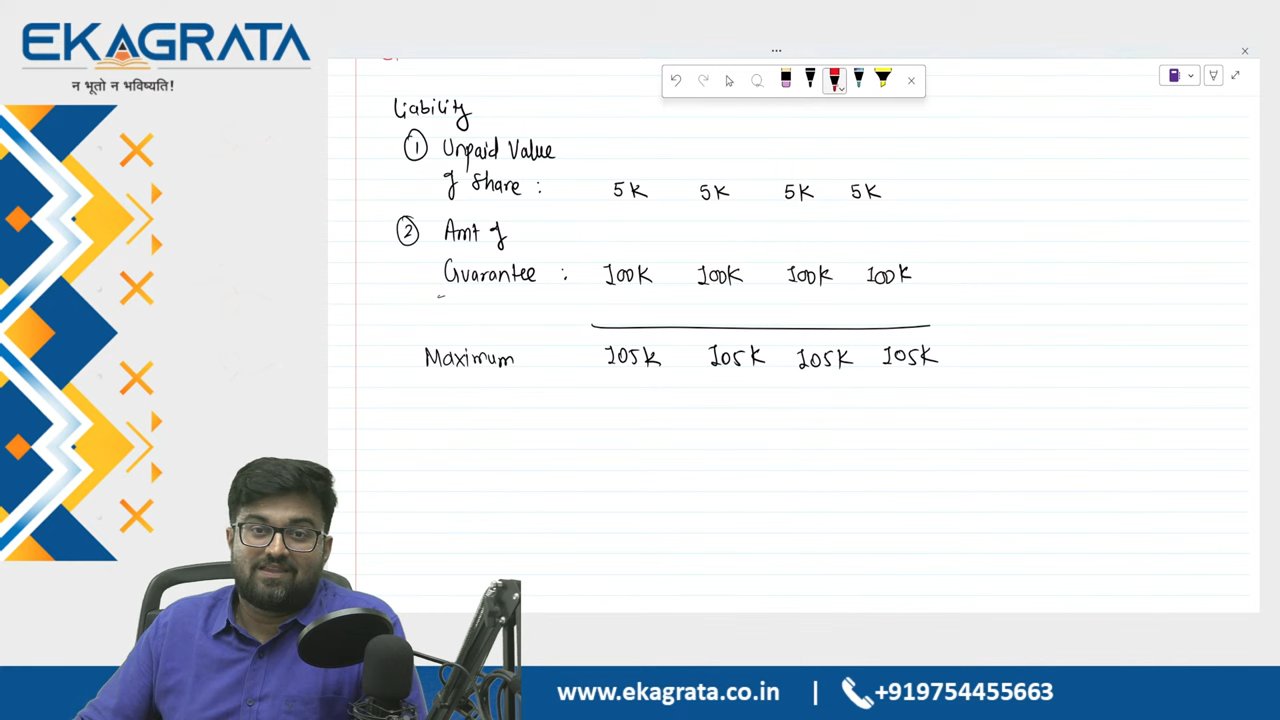 EKAGRATA
न भूतो न भविष्यति!
Liability
① Unpaid Value
of Share : 5K 5K 5K 5K
② Amt of
Guarantee : 100K 100K 100K 100K
Maximum 105K 105K 105K 105K
www.ekagrata.co.in | +919754455663